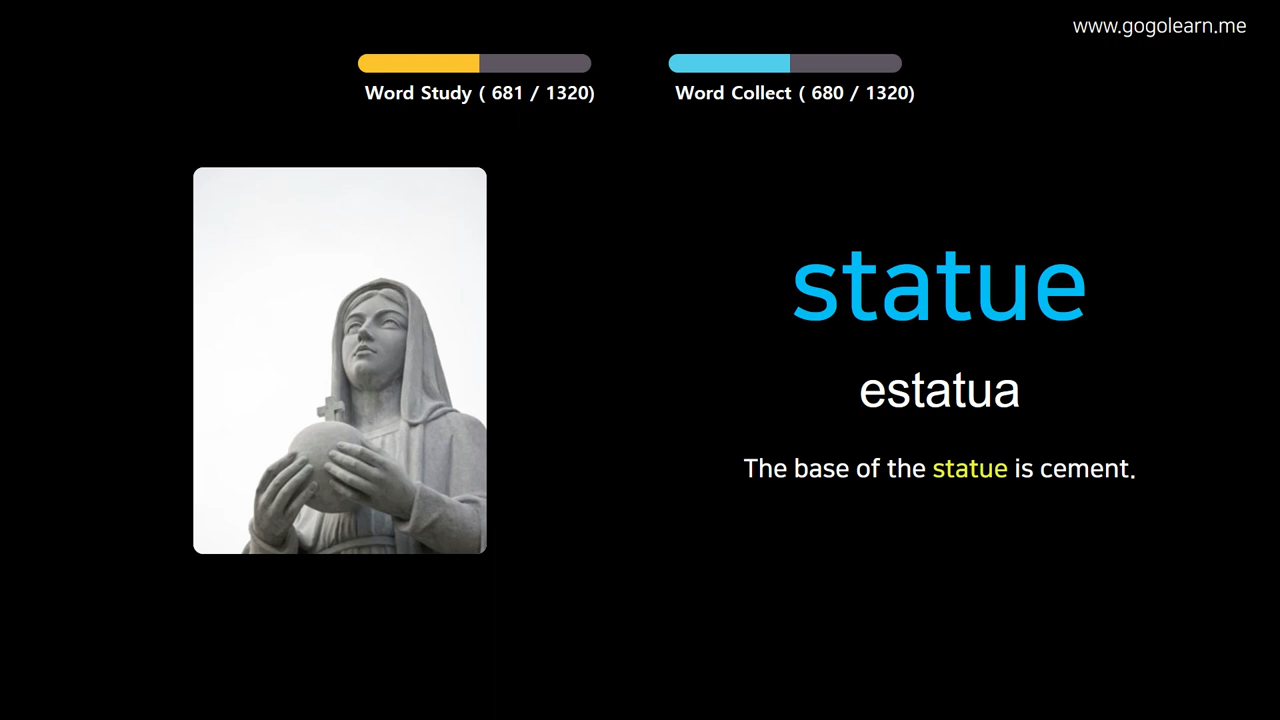 www.gogolearn.me
Word Study ( 681 / 1320)
Word Collect ( 680 / 1320)
statue
estatua
The base of the statue is cement.